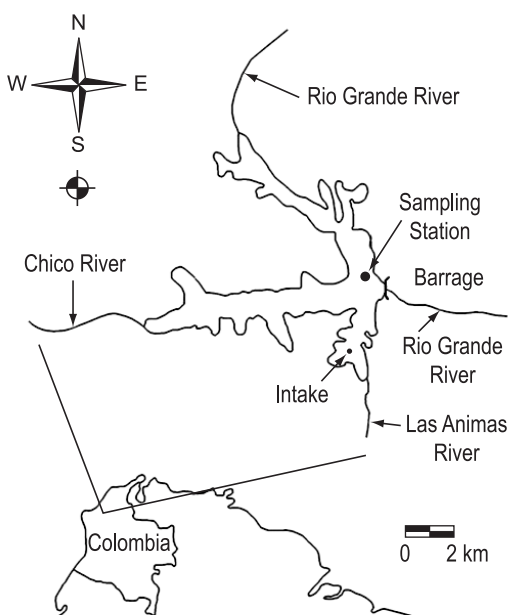 N
W
E
S
Rio Grande River
Sampling
Station
Chico River
Barrage
Rio Grande
River
Intake
Las Animas
River
Colombia
0 2 km